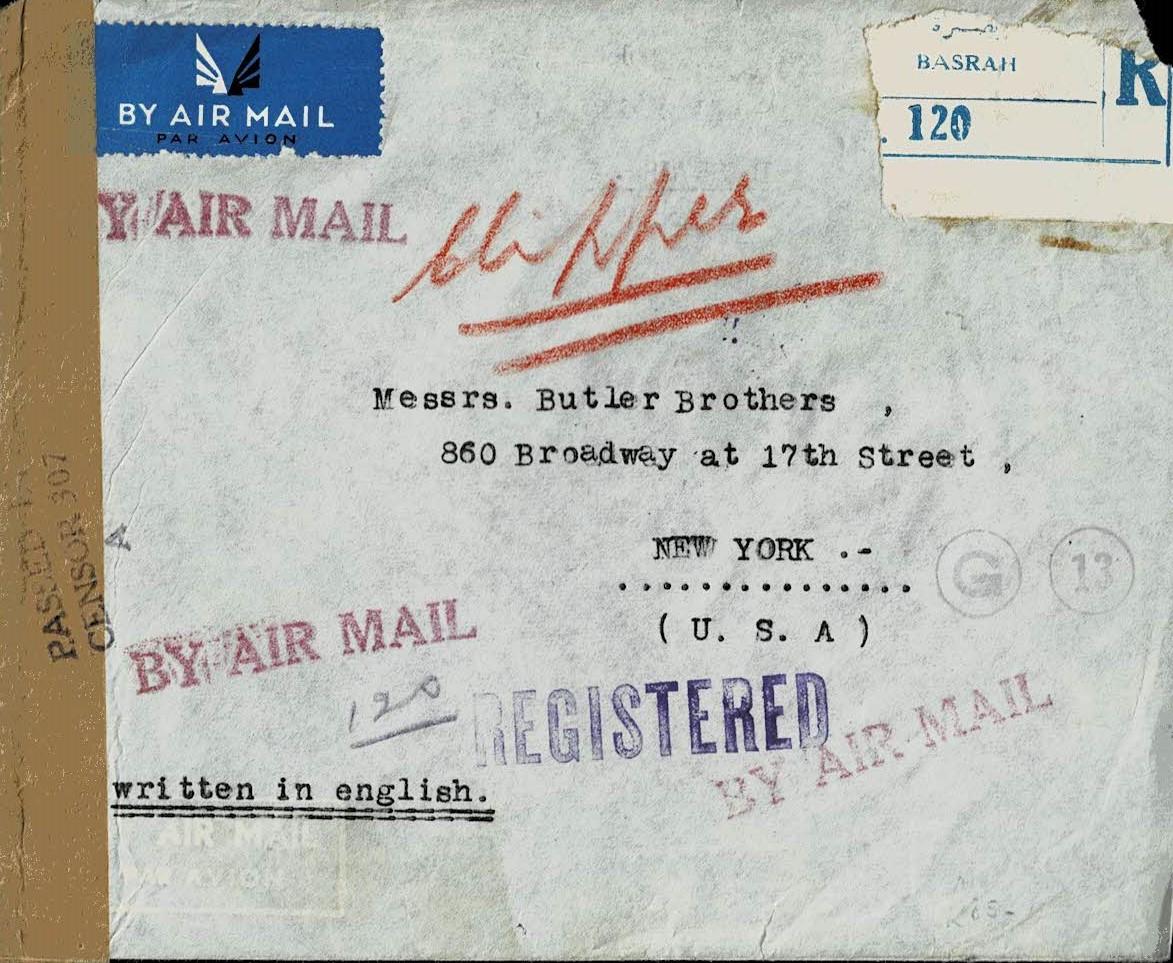 BY AIR MAIL
PAR AVION
بصره
BASRAH
R
120
Y AIR MAIL
Clipper
Messrs. Butler Brothers ,
860 Broadway at 17th Street ,
NEW YORK .-
...............
( U. S. A )
G
13
PASSED
CENSOR 307
A
BY AIR MAIL
120
REGISTERED
BY AIR MAIL
written in english.
AIR MAIL
PAR AVION